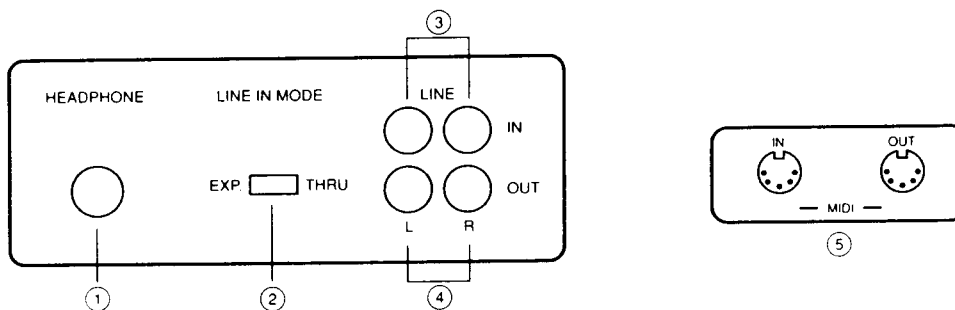 ③
HEADPHONE
LINE IN MODE
LINE
IN
EXP. THRU
OUT
L R
① ② ④
IN OUT
MIDI
⑤